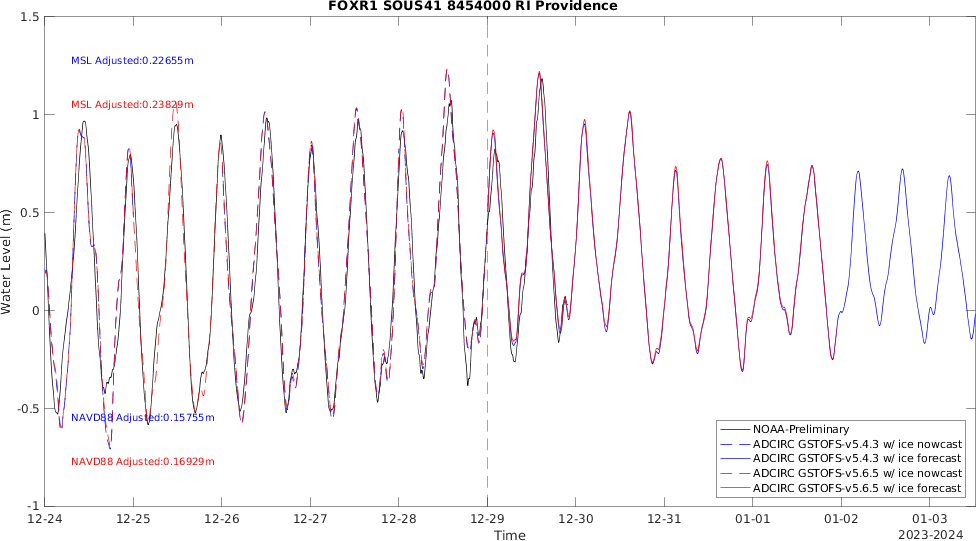 FOXR1 SOUS41 8454000 RI Providence
1.5
MSL Adjusted:0.22655m
MSL Adjusted:0.23829m
1
0.5
Water Level (m)
0
-0.5
NAVD88 Adjusted:0.15755m
NAVD88 Adjusted:0.16929m
-1
NOAA-Preliminary
ADCIRC GSTOFS-v5.4.3 w/ ice nowcast
ADCIRC GSTOFS-v5.4.3 w/ ice forecast
ADCIRC GSTOFS-v5.6.5 w/ ice nowcast
ADCIRC GSTOFS-v5.6.5 w/ ice forecast
12-24 12-25 12-26 12-27 12-28 12-29 12-30 12-31 01-01 01-02 01-03
Time
2023-2024